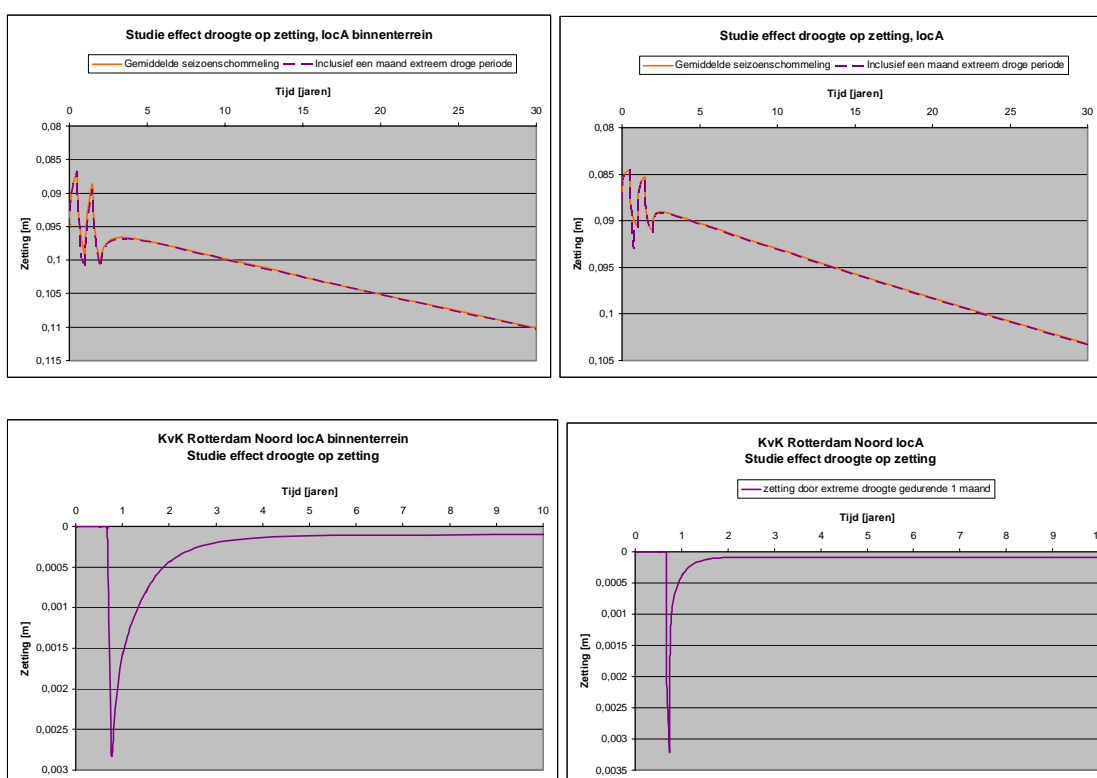 Studie effect droogte op zetting, locA binnenterrein
Gemiddelde seizoenschommeling Inclusief een maand extreem droge periode
Tijd [jaren]
0 5 10 15 20 25 30
0,08
0,085
0,09
0,095
0,1
0,105
0,11
0,115
Zetting [m]
Studie effect droogte op zetting, locA
Gemiddelde seizoenschommeling Inclusief een maand extreem droge periode
Tijd [jaren]
0 5 10 15 20 25 30
0,08
0,085
0,09
0,095
0,1
0,105
Zetting [m]
KvK Rotterdam Noord locA binnenterrein
Studie effect droogte op zetting
Tijd [jaren]
0 1 2 3 4 5 6 7 8 9 10
0
0,0005
0,001
0,0015
0,002
0,0025
0,003
Zetting [m]
KvK Rotterdam Noord locA
Studie effect droogte op zetting
zetting door extreme droogte gedurende 1 maand
Tijd [jaren]
0 1 2 3 4 5 6 7 8 9 10
0
0,0005
0,001
0,0015
0,002
0,0025
0,003
0,0035
Zetting [m]